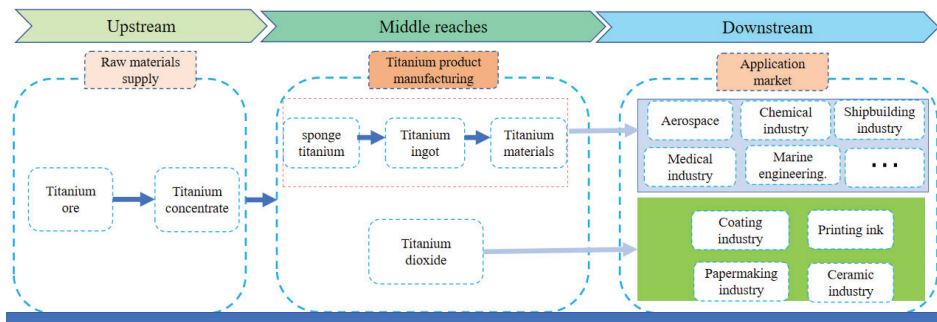 Upstream
Middle reaches
Downstream
Raw materials
supply
Titanium product
manufacturing
Application
market
Titanium
ore
Titanium
concentrate
sponge
titanium
Titanium
ingot
Titanium
materials
Titanium
dioxide
Aerospace
Chemical
industry
Shipbuilding
industry
Medical
industry
Marine
engineering.
...
Coating
industry
Printing ink
Papermaking
industry
Ceramic
industry